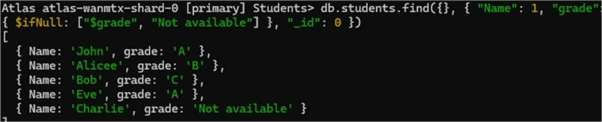 Atlas atlas-wanmtx-shard-0 [primary] Students> db.students.find({}, { "Name": 1, "grade":
{ $ifNull: ["$grade", "Not available"] }, "_id": 0 })
[
  { Name: 'John', grade: 'A' },
  { Name: 'Alicee', grade: 'B' },
  { Name: 'Bob', grade: 'C' },
  { Name: 'Eve', grade: 'A' },
  { Name: 'Charlie', grade: 'Not available' }
]